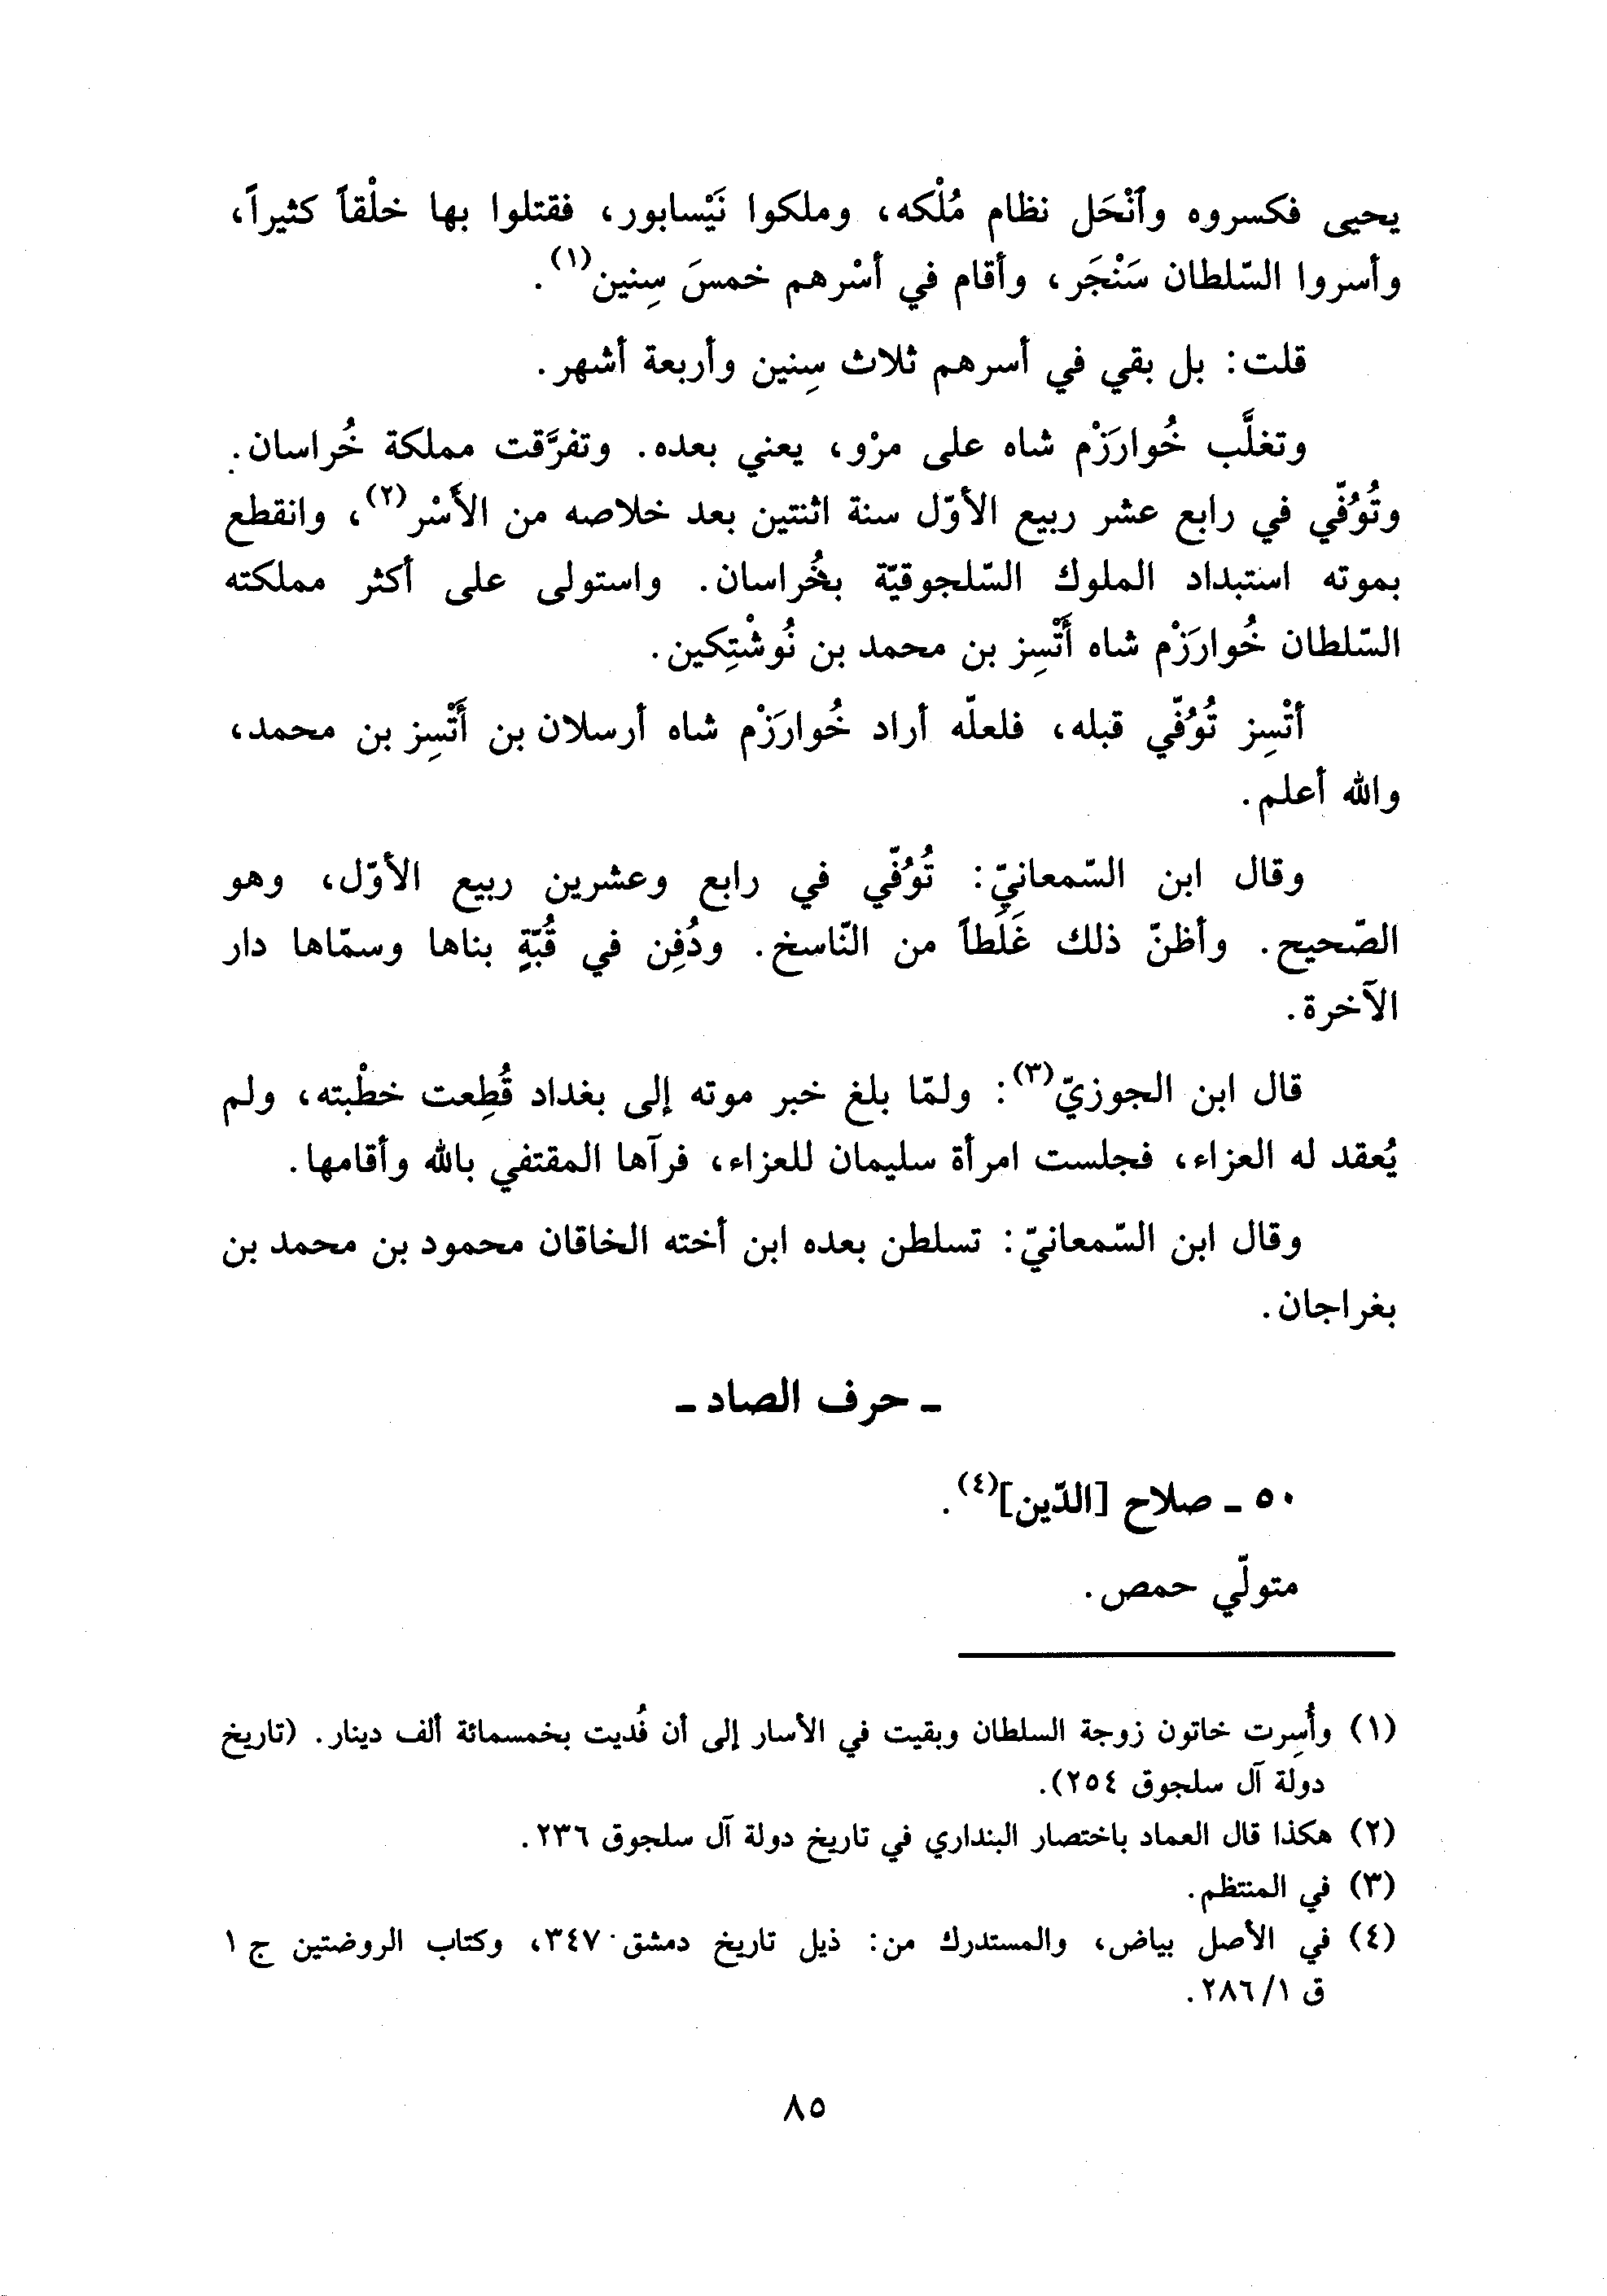 يحيى فكسروه وٱنْحَل نظام مُلْكه، وملكوا نَيْسابور، فقتلوا بها خلْقاً كثيراً،
وأسروا السّلطان سَنْجَر، وأقام في أسْرهم خمسَ سِنين(١).
قلت: بل بقي في أسرهم ثلاث سِنين وأربعة أشهر.
وتغلَّب خُوارَزْم شاه على مرْو، يعني بعده. وتفرَّقت مملكة خُراسان.
وتُوُفّي في رابع عشر ربيع الأوّل سنة اثنتين بعد خلاصه من الأَسْر(٢)، وانقطع
بموته استبداد الملوك السّلجوقيّة بخُراسان. واستولى على أكثر مملكته
السّلطان خُوارَزْم شاه أَتْسِز بن محمد بن نُوشْتِكين.
أتْسِز تُوُفّي قبله، فلعلّه أراد خُوارَزْم شاه أرسلان بن أَتْسِز بن محمد،
والله أعلم.
وقال ابن السّمعانيّ: تُوُفّي في رابع وعشرين ربيع الأوّل، وهو
الصّحيح. وأظنّ ذلك غَلَطاً من النّاسخ. ودُفِن في قُبّةٍ بناها وسمّاها دار
الآخرة.
قال ابن الجوزيّ(٣): ولمّا بلغ خبر موته إلى بغداد قُطِعت خطْبته، ولم
يُعقد له العزاء، فجلست امرأة سليمان للعزاء، فرآها المقتفي بالله وأقامها.
وقال ابن السّمعانيّ: تسلطن بعده ابن أخته الخاقان محمود بن محمد بن
بغراجان.
ـ حرف الصاد ـ
٥٠ ـ صلاح [الدّين](٤).
متولّي حمص.
(١) وأُسِرت خاتون زوجة السلطان وبقيت في الأسار إلى أن فُديت بخمسمائة ألف دينار. (تاريخ
دولة آل سلجوق ٢٥٤).
(٢) هكذا قال العماد باختصار البنداري في تاريخ دولة آل سلجوق ٢٣٦.
(٣) في المنتظم.
(٤) في الأصل بياض، والمستدرك من: ذيل تاريخ دمشق ٣٤٧، وكتاب الروضتين ج ١
ق ٢٨٦/١.
٨٥